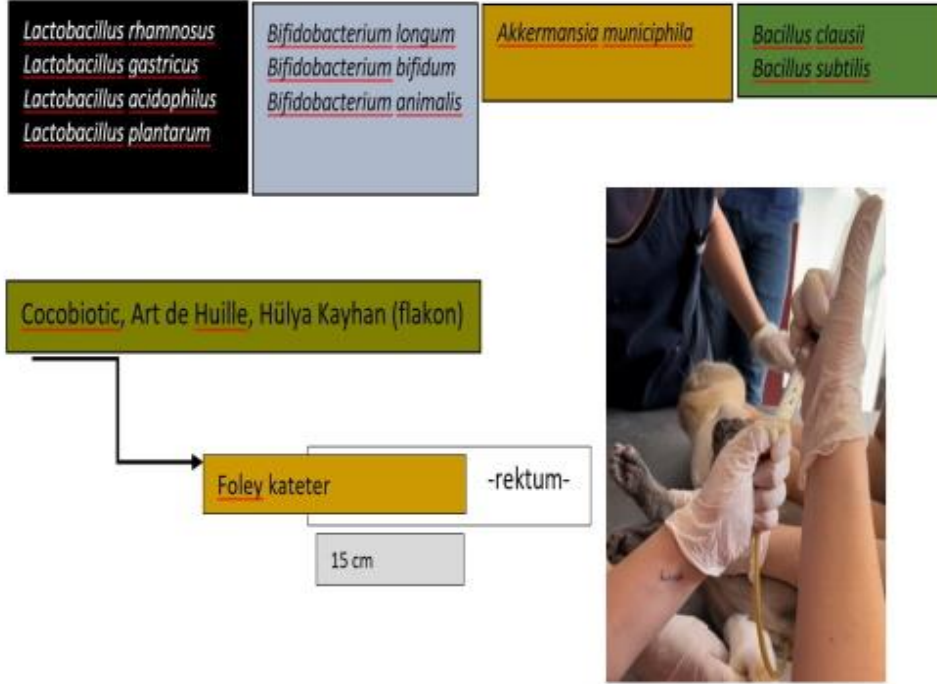 Lactobacillus rhamnosus
Lactobacillus gastricus
Lactobacillus acidophilus
Lactobacillus plantarum
Bifidobacterium longum
Bifidobacterium bifidum
Bifidobacterium animalis
Akkermansia municiphila
Bacillus clausii
Bacillus subtilis
Cocobiotic, Art de Huille, Hülya Kayhan (flakon)
Foley kateter
-rektum-
15 cm